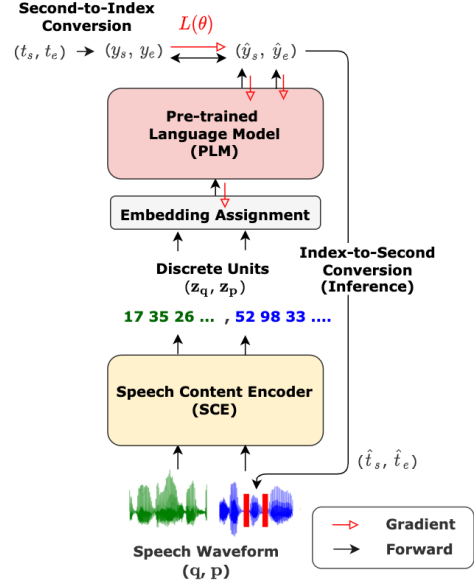 Second-to-Index
Conversion
L(θ)
(t_s, t_e) (y_s, y_e) (ŷ_s, ŷ_e)
Pre-trained
Language Model
(PLM)
Embedding Assignment
Discrete Units
(z_q, z_p)
Index-to-Second
Conversion
(Inference)
17 35 26 ... , 52 98 33 ....
Speech Content Encoder
(SCE)
(t̂_s, t̂_e)
Speech Waveform
(q, p)
Gradient
Forward